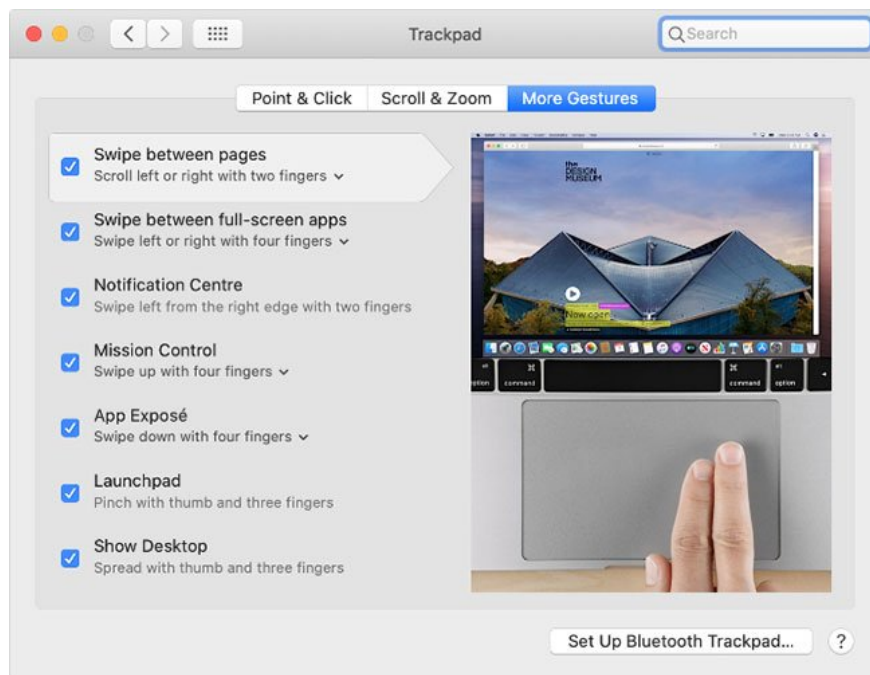 Trackpad
Search
Point & Click
Scroll & Zoom
More Gestures
Swipe between pages
Scroll left or right with two fingers
Swipe between full-screen apps
Swipe left or right with four fingers
Notification Centre
Swipe left from the right edge with two fingers
Mission Control
Swipe up with four fingers
App Exposé
Swipe down with four fingers
Launchpad
Pinch with thumb and three fingers
Show Desktop
Spread with thumb and three fingers
the
DESIGN
MUSEUM
Now open
command
command
option
Set Up Bluetooth Trackpad...
?